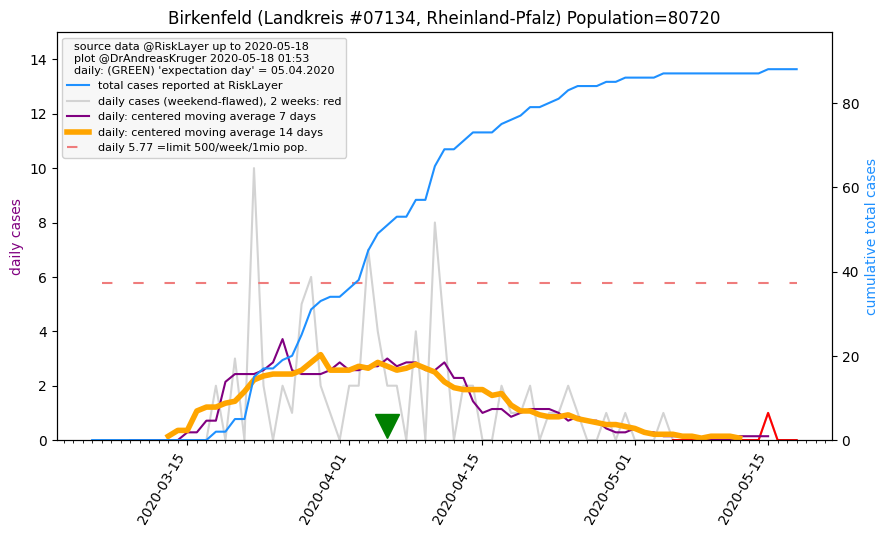 Birkenfeld (Landkreis #07134, Rheinland-Pfalz) Population=80720
source data @RiskLayer up to 2020-05-18
plot @DrAndreasKruger 2020-05-18 01:53
daily: (GREEN) 'expectation day' = 05.04.2020
total cases reported at RiskLayer
daily cases (weekend-flawed), 2 weeks: red
daily: centered moving average 7 days
daily: centered moving average 14 days
daily 5.77 =limit 500/week/1mio pop.
daily cases
14
12
10
8
6
4
2
0
80
60
40
20
0
cumulative total cases
2020-03-15
2020-04-01
2020-04-15
2020-05-01
2020-05-15